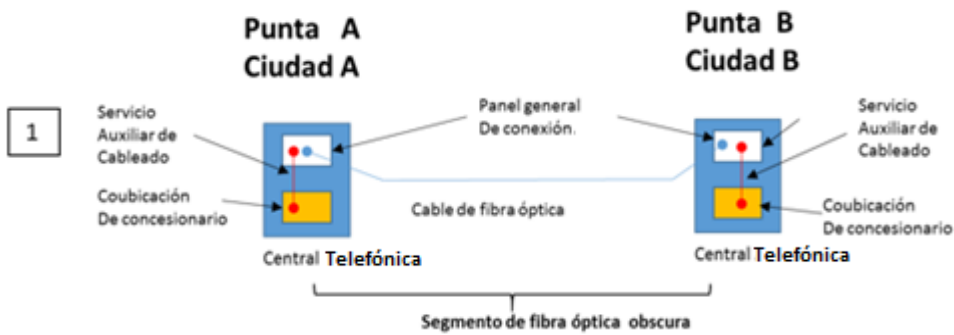 Punta A
Ciudad A
Punta B
Ciudad B
1
Servicio
Auxiliar de
Cableado
Panel general
De conexión.
Servicio
Auxiliar de
Cableado
Coubicación
De concesionario
Cable de fibra óptica
Coubicación
De concesionario
Central Telefónica
Central Telefónica
Segmento de fibra óptica obscura